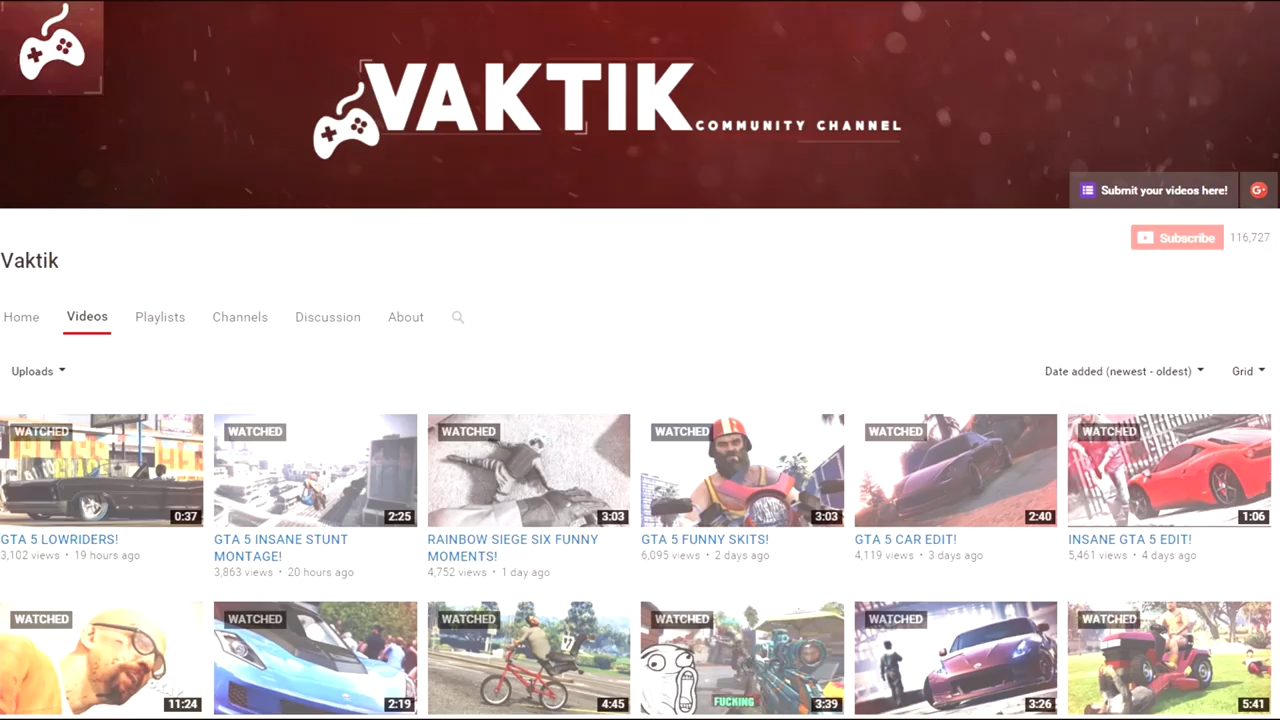 VAKTIK
COMMUNITY CHANNEL
Submit your videos here!
G+
Subscribe 116,727
Vaktik
Home Videos Playlists Channels Discussion About
Uploads Date added (newest - oldest) Grid
WATCHED WATCHED WATCHED WATCHED WATCHED WATCHED
0:37 2:25 3:03 3:03 2:40 1:06
GTA 5 LOWRIDERS! GTA 5 INSANE STUNT RAINBOW SIEGE SIX FUNNY GTA 5 FUNNY SKITS! GTA 5 CAR EDIT! INSANE GTA 5 EDIT!
3,102 views • 19 hours ago MONTAGE! MOMENTS! 6,095 views • 2 days ago 4,119 views • 3 days ago 5,461 views • 4 days ago
3,863 views • 20 hours ago 4,752 views • 1 day ago
WATCHED WATCHED WATCHED WATCHED WATCHED WATCHED
17
FUCKING
11:24 2:19 4:45 3:39 3:26 5:41